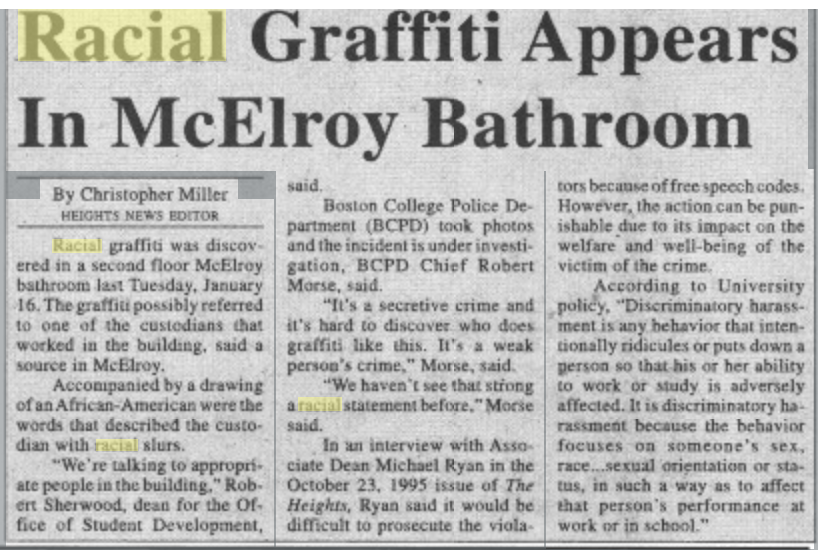 Racial Graffiti Appears
In McElroy Bathroom
By Christopher Miller
HEIGHTS NEWS EDITOR
Racial graffiti was discov-
ered in a second floor McElroy
bathroom last Tuesday, January
16. The graffiti possibly referred
to one of the custodians that
worked in the building, said a
source in McElroy.
Accompanied by a drawing
of an African-American were the
words that described the custo-
dian with racial slurs.
"We're talking to appropri-
ate people in the building," Rob-
ert Sherwood, dean for the Of-
fice of Student Development,
said.
Boston College Police De-
partment (BCPD) took photos
and the incident is under investi-
gation, BCPD Chief Robert
Morse, said.
"It's a secretive crime and
it's hard to discover who does
graffiti like this. It's a weak
person's crime," Morse, said.
"We haven't see that strong
a racial statement before," Morse
said.
In an interview with Asso-
ciate Dean Michael Ryan in the
October 23, 1995 issue of The
Heights, Ryan said it would be
difficult to prosecute the viola-
tors because of free speech codes.
However, the action can be pun-
ishable due to its impact on the
welfare and well-being of the
victim of the crime.
According to University
policy, "Discriminatory harass-
ment is any behavior that inten-
tionally ridicules or puts down a
person so that his or her ability
to work or study is adversely
affected. It is discriminatory ha-
rassment because the behavior
focuses on someone's sex,
race...sexual orientation or sta-
tus, in such a way as to affect
that person's performance at
work or in school."